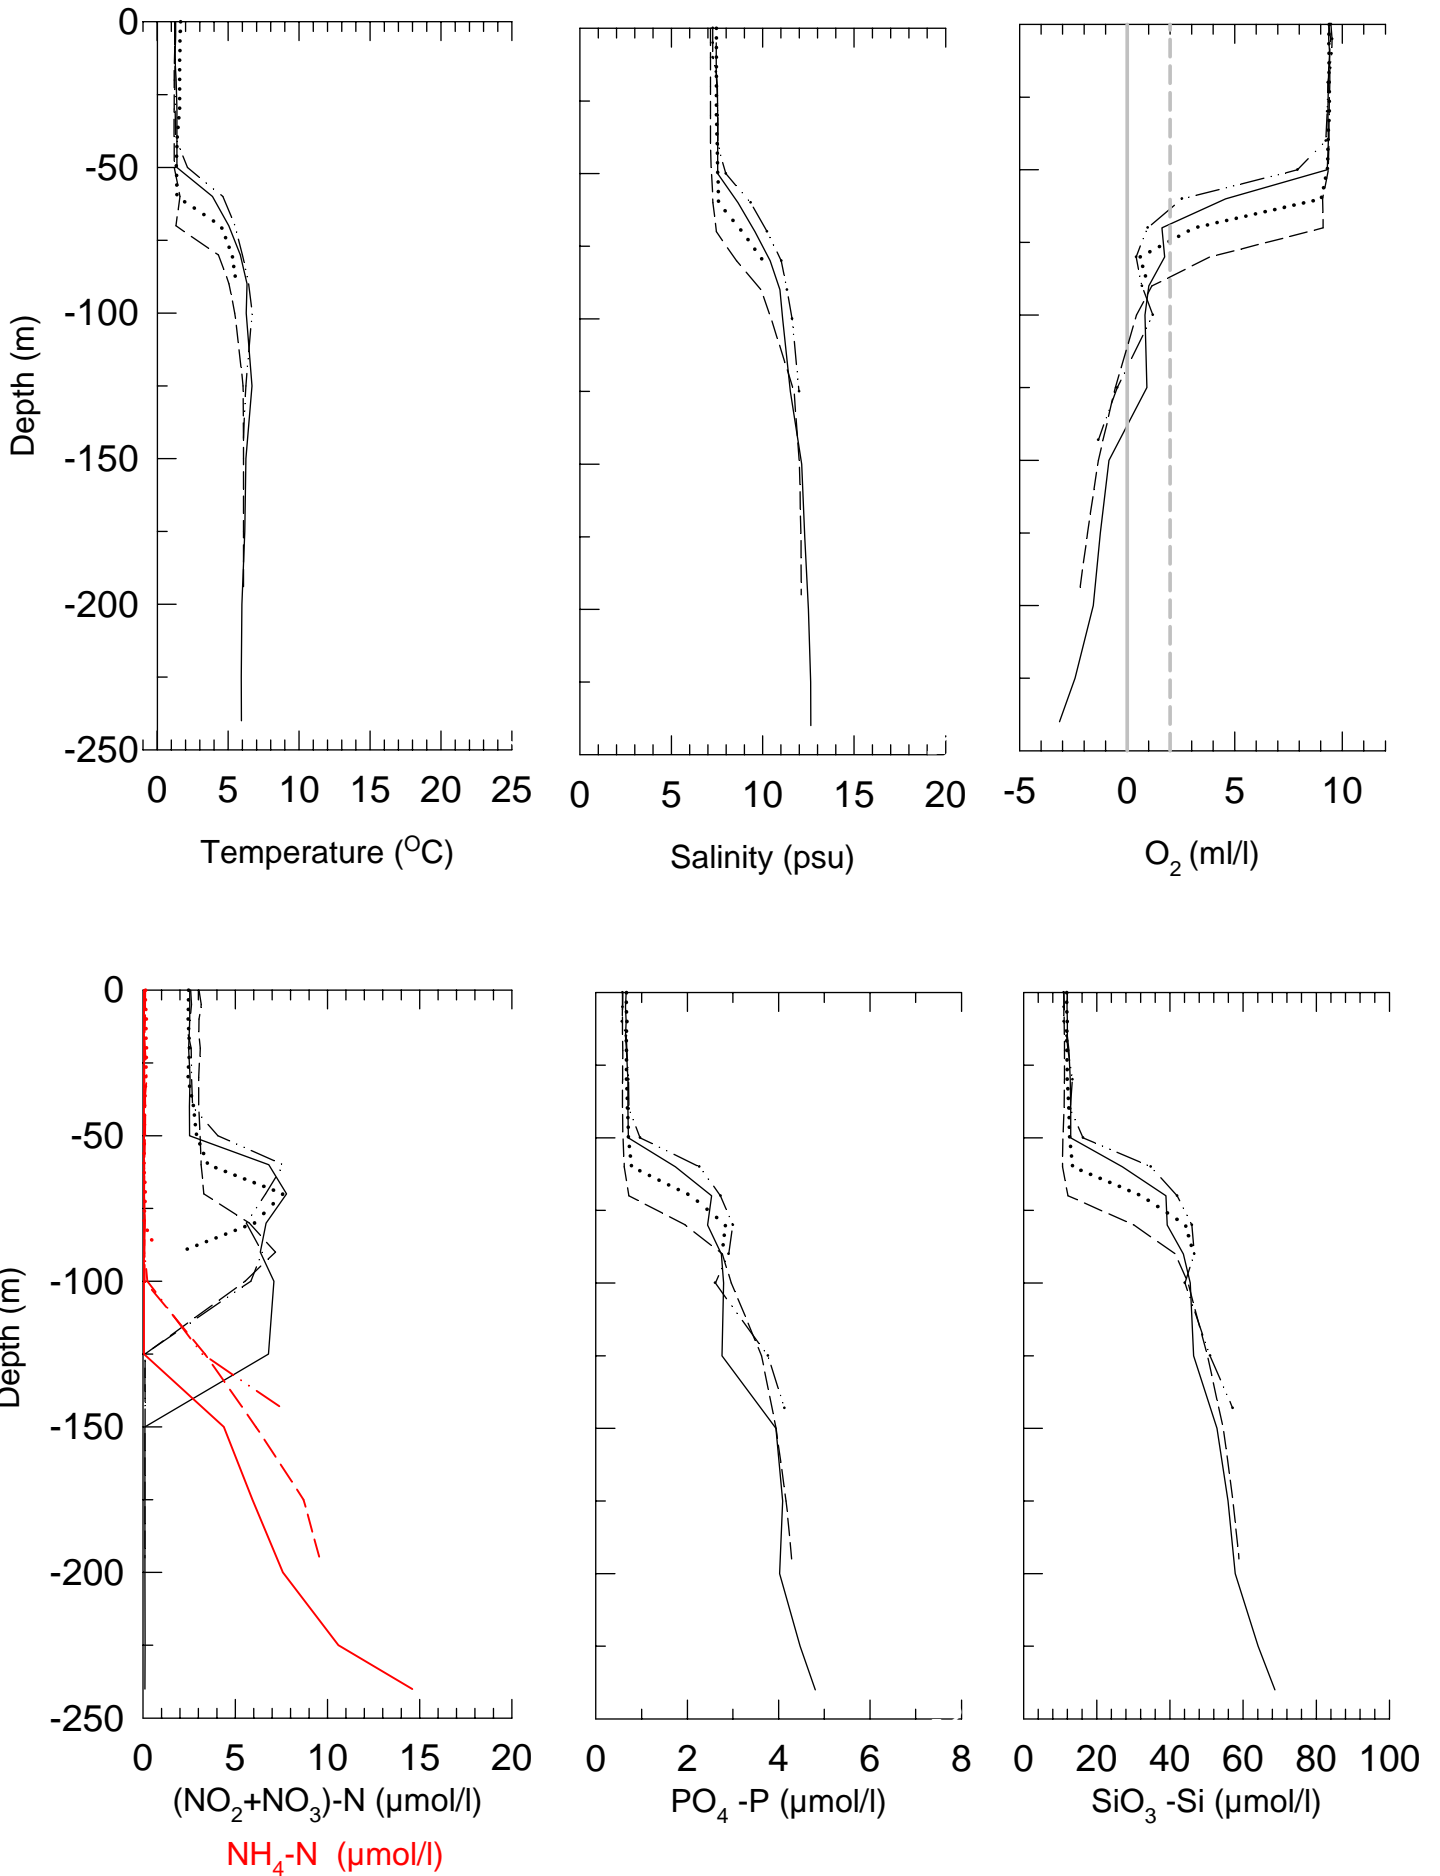 0
-50
-100
-150
-200
-250
Depth (m)
0 5 10 15 20 25
Temperature (OC)
0 5 10 15 20
Salinity (psu)
-5 0 5 10
O2 (ml/l)
0
-50
-100
-150
-200
-250
Depth (m)
0 5 10 15 20
(NO2+NO3)-N (µmol/l)
NH4-N (µmol/l)
0 2 4 6 8
PO4 -P (µmol/l)
0 20 40 60 80 100
SiO3 -Si (µmol/l)